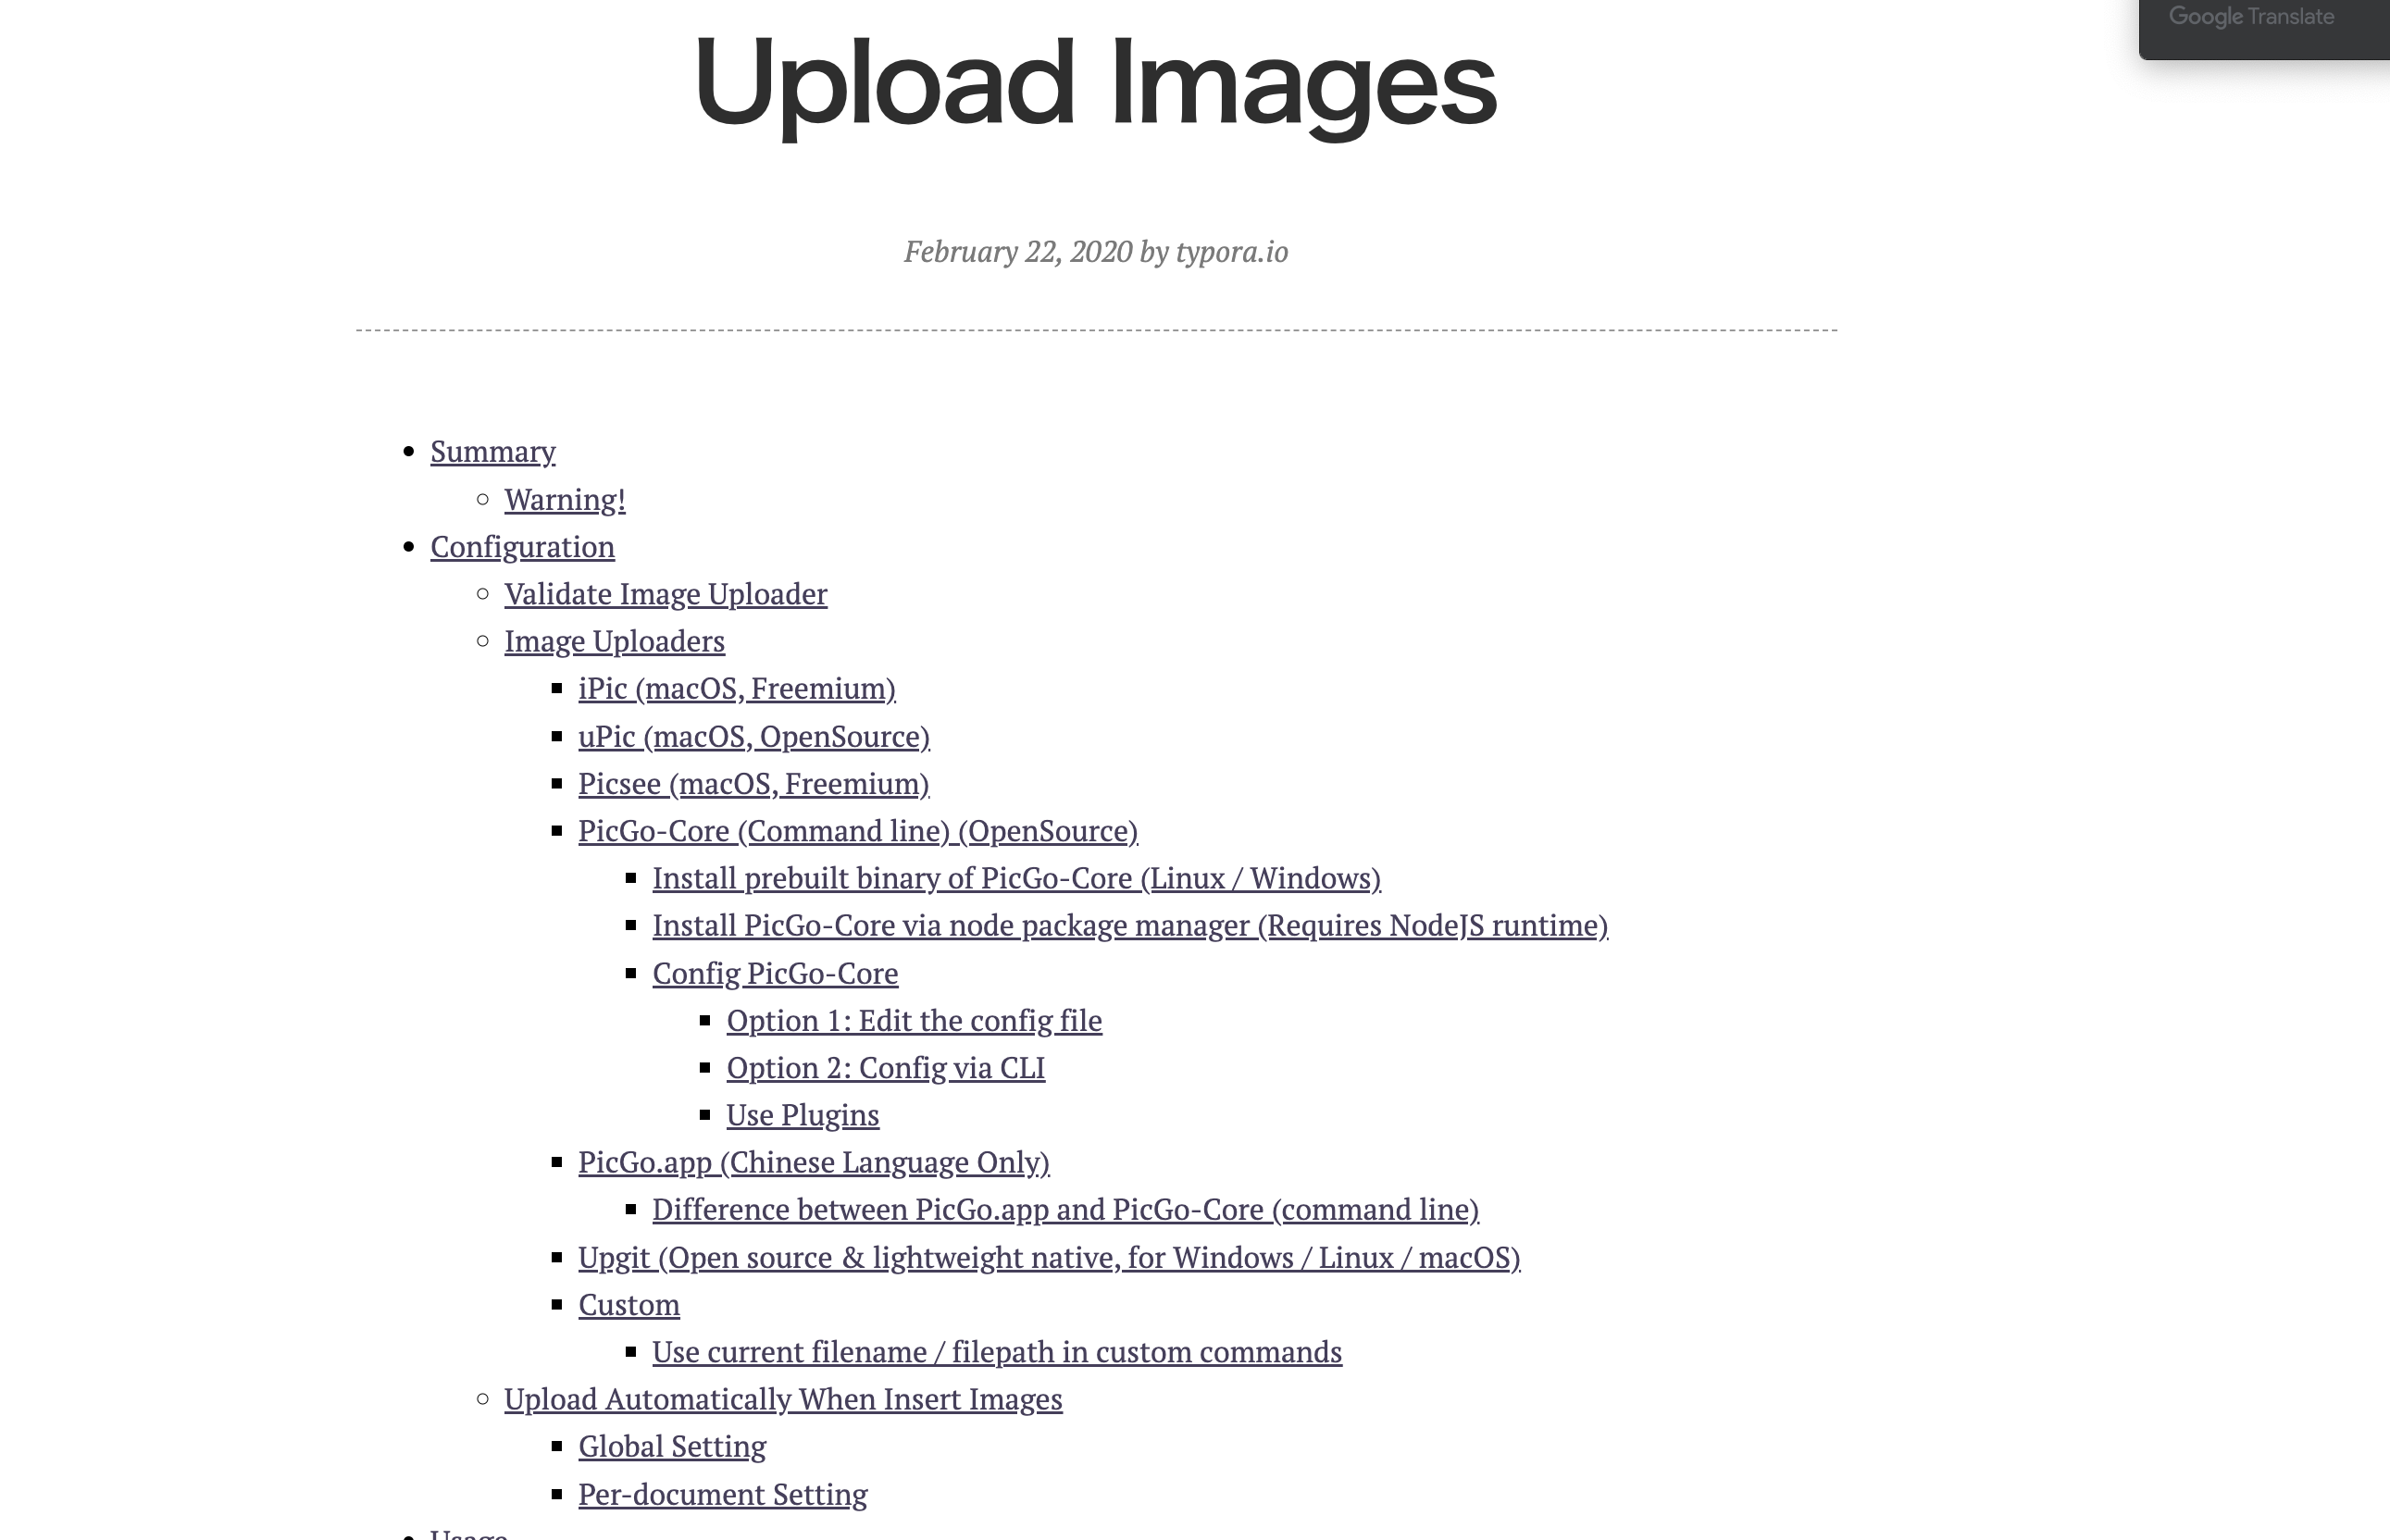 Google Translate
Upload Images
February 22, 2020 by typora.io
Summary
Warning!
Configuration
Validate Image Uploader
Image Uploaders
iPic (macOS, Freemium)
uPic (macOS, OpenSource)
Picsee (macOS, Freemium)
PicGo-Core (Command line) (OpenSource)
Install prebuilt binary of PicGo-Core (Linux / Windows)
Install PicGo-Core via node package manager (Requires NodeJS runtime)
Config PicGo-Core
Option 1: Edit the config file
Option 2: Config via CLI
Use Plugins
PicGo.app (Chinese Language Only)
Difference between PicGo.app and PicGo-Core (command line)
Upgit (Open source & lightweight native, for Windows / Linux / macOS)
Custom
Use current filename / filepath in custom commands
Upload Automatically When Insert Images
Global Setting
Per-document Setting
Usage